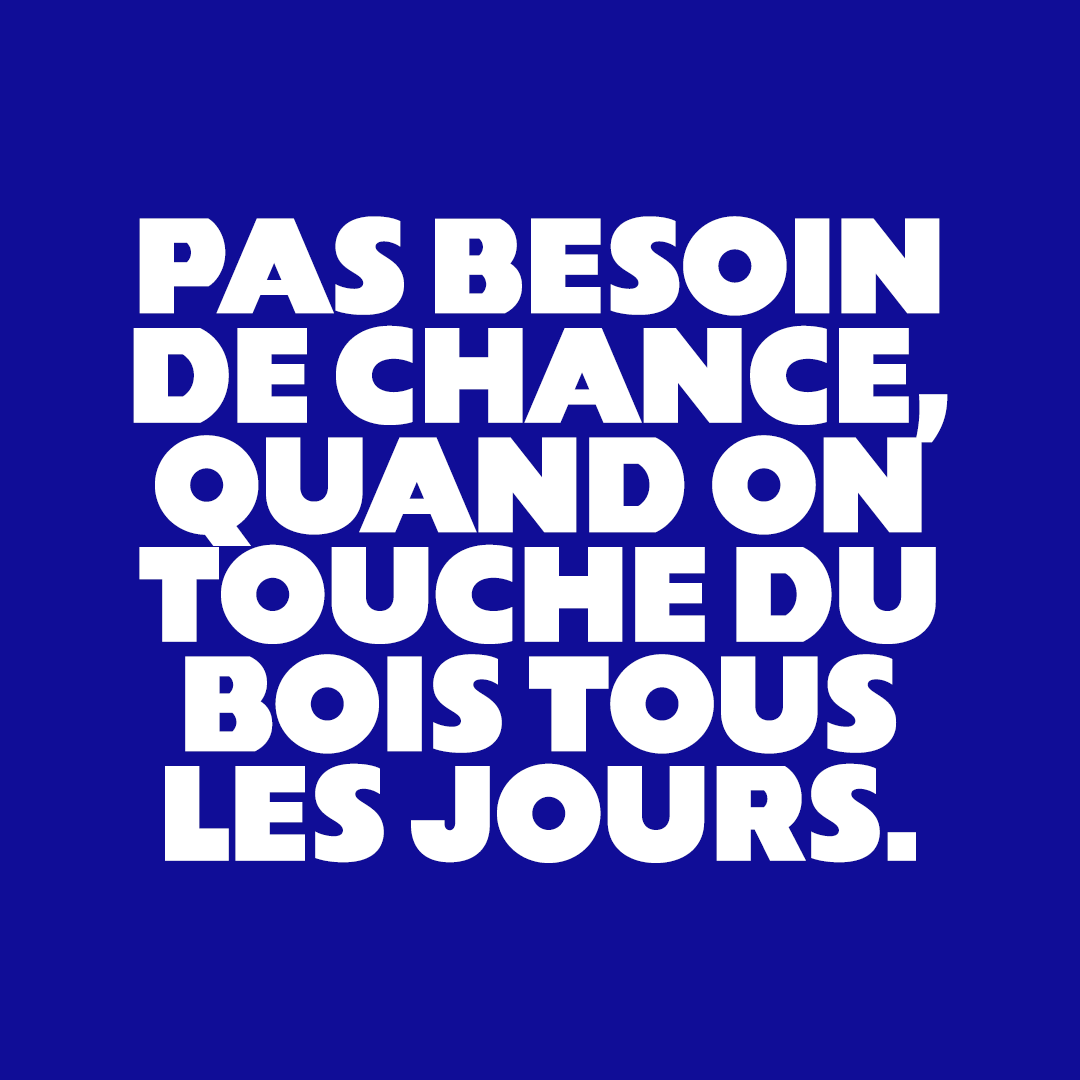 PAS BESOIN
DE CHANCE,
QUAND ON
TOUCHE DU
BOIS TOUS
LES JOURS.